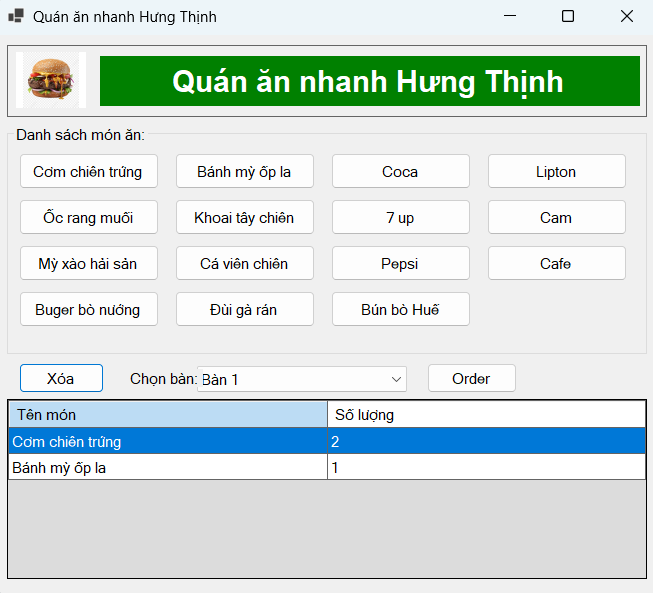 Quán ăn nhanh Hưng Thịnh
Quán ăn nhanh Hưng Thịnh
Danh sách món ăn:
Cơm chiên trứng Bánh mỳ ốp la Coca Lipton
Ốc rang muối Khoai tây chiên 7 up Cam
Mỳ xào hải sản Cá viên chiên Pepsi Cafe
Buger bò nướng Đùi gà rán Bún bò Huế
Xóa Chọn bàn: Bàn 1 Order
Tên món Số lượng
Cơm chiên trứng 2
Bánh mỳ ốp la 1